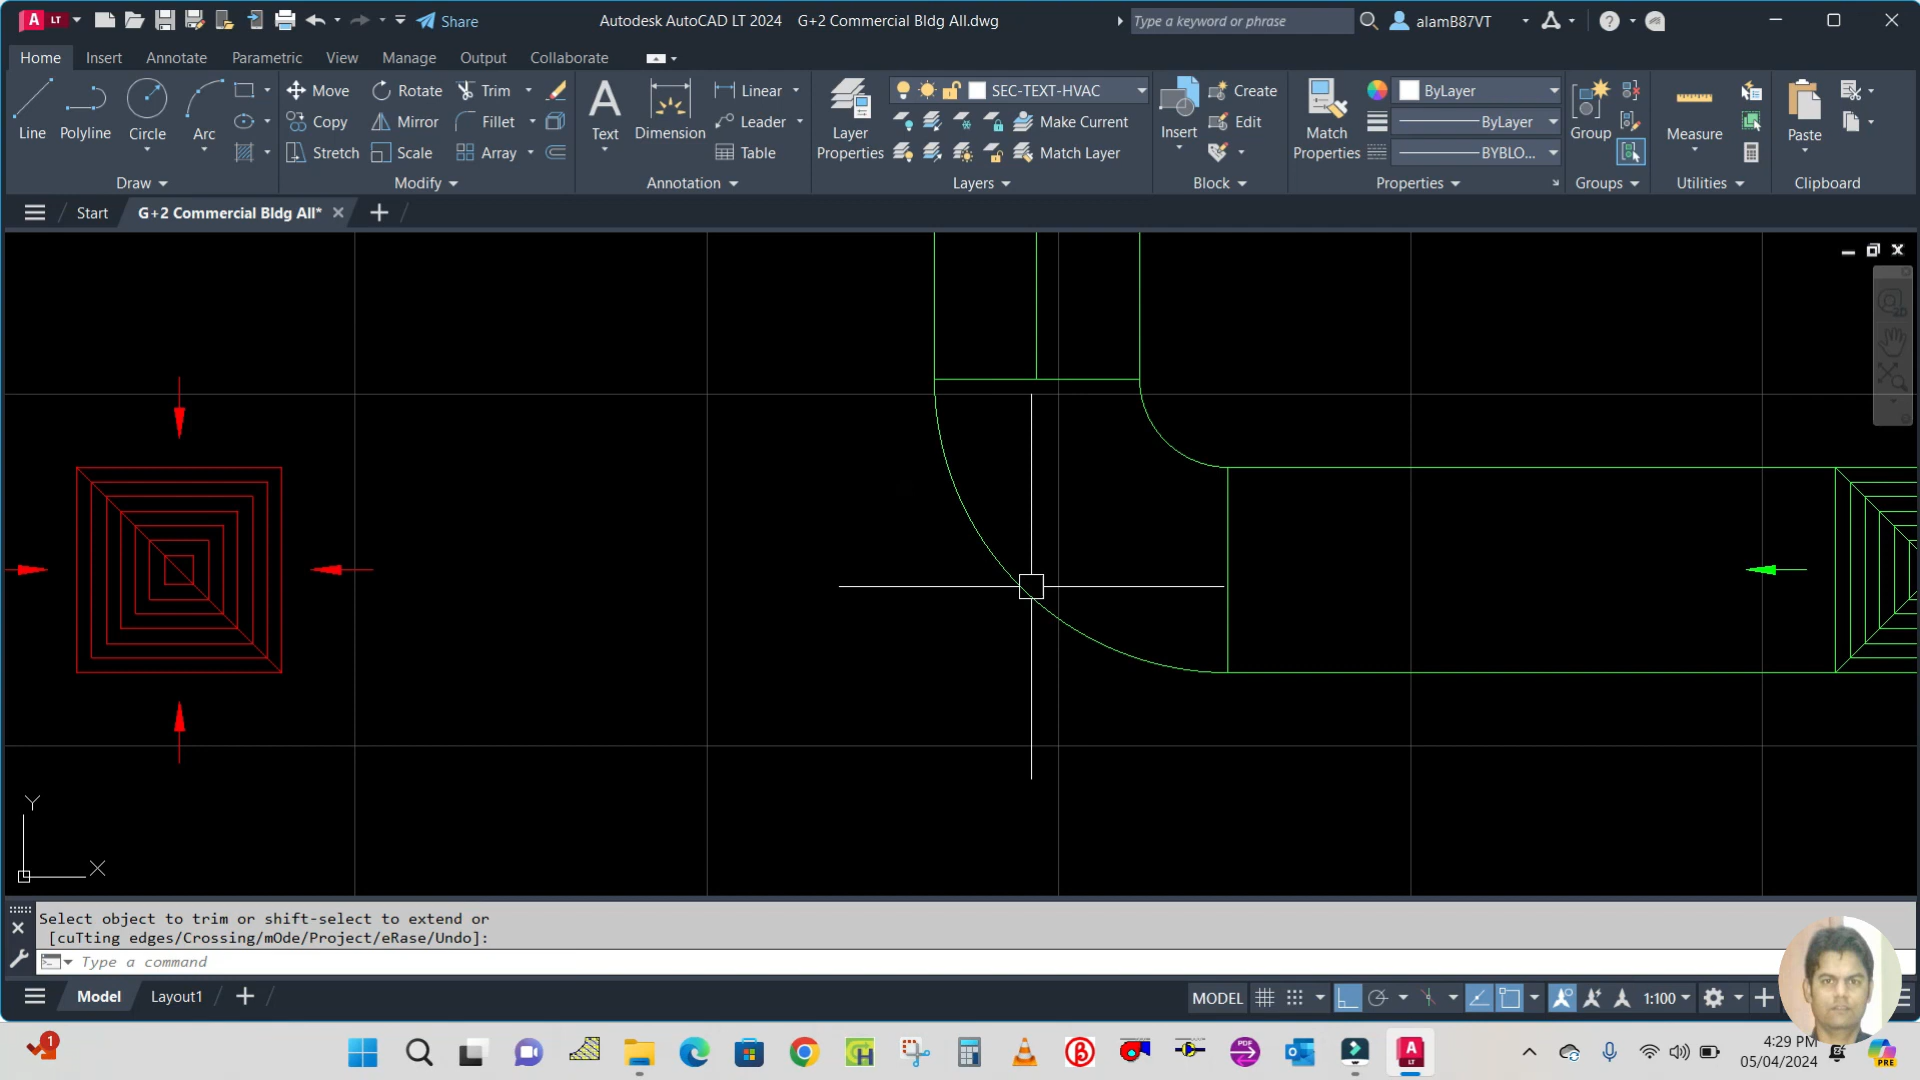 A LT Share Autodesk AutoCAD LT 2024 G+2 Commercial Bldg All.dwg Type a keyword or phrase alamB87VT ?
Home Insert Annotate Parametric View Manage Output Collaborate
Move Rotate Trim Linear SEC-TEXT-HVAC Create ByLayer
Line Polyline Circle Arc Copy Mirror Fillet Text Dimension Leader Layer Properties Make Current Insert Edit Match Properties ByLayer Group Measure Paste
Stretch Scale Array Table Match Layer BYBLO...
Draw Modify Annotation Layers Block Properties Groups Utilities Clipboard
Start G+2 Commercial Bldg All*
Y
X
Select object to trim or shift-select to extend or
[cuTting edges/Crossing/mOde/Project/eRase/Undo]:
Type a command
Model Layout1 MODEL 1:100
1 PDF A LT 4:29 PM
05/04/2024 PRE